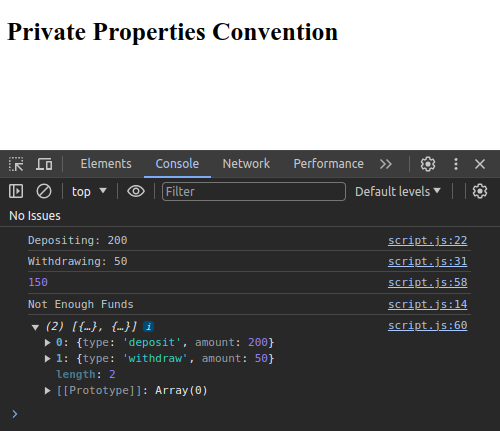 Private Properties Convention
Elements Console Network Performance
top Filter Default levels
No Issues
Depositing: 200 script.js:22
Withdrawing: 50 script.js:31
150 script.js:58
Not Enough Funds script.js:14
(2) [{…}, {…}] i script.js:60
0: {type: 'deposit', amount: 200}
1: {type: 'withdraw', amount: 50}
length: 2
[[Prototype]]: Array(0)